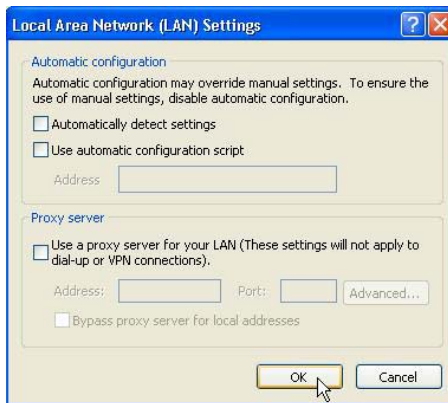 Local Area Network (LAN) Settings
Automatic configuration
Automatic configuration may override manual settings. To ensure the
use of manual settings, disable automatic configuration.
Automatically detect settings
Use automatic configuration script
Address
Proxy server
Use a proxy server for your LAN (These settings will not apply to
dial-up or VPN connections).
Address:
Port:
Advanced...
Bypass proxy server for local addresses
OK
Cancel